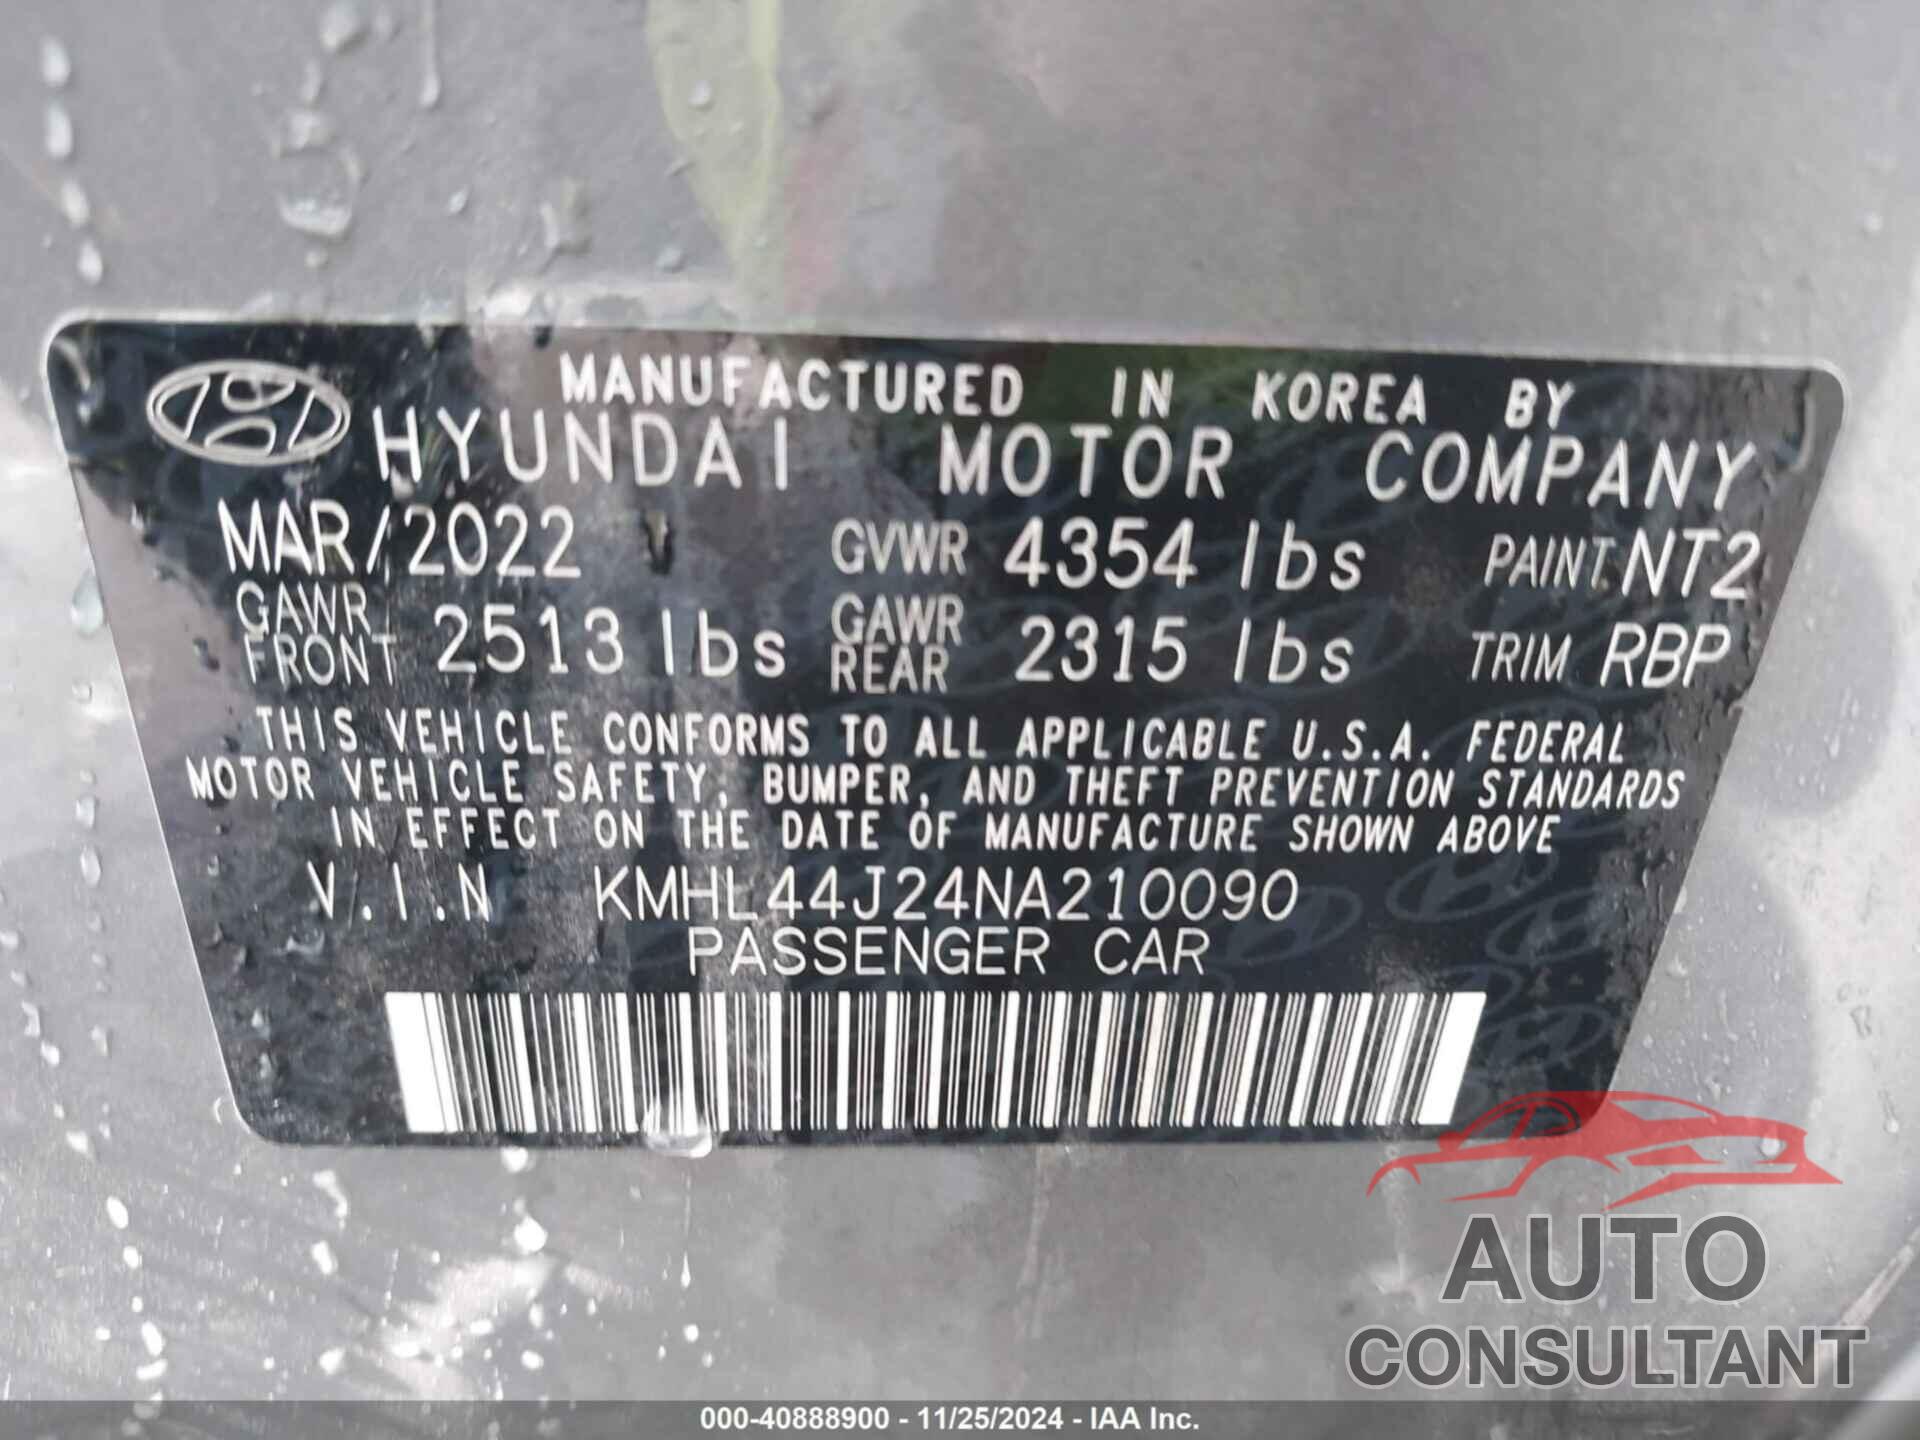 MANUFACTURED IN KOREA BY
HYUNDAI MOTOR COMPANY
MAR/2022 GVWR 4354 lbs PAINT NT2
GAWR FRONT 2513 lbs GAWR REAR 2315 lbs TRIM RBP
THIS VEHICLE CONFORMS TO ALL APPLICABLE U.S.A. FEDERAL
MOTOR VEHICLE SAFETY, BUMPER, AND THEFT PREVENTION STANDARDS
IN EFFECT ON THE DATE OF MANUFACTURE SHOWN ABOVE
V.I.N KMHL44J24NA210090
PASSENGER CAR
AUTO
CONSULTANT
000-40888900 - 11/25/2024 - IAA Inc.